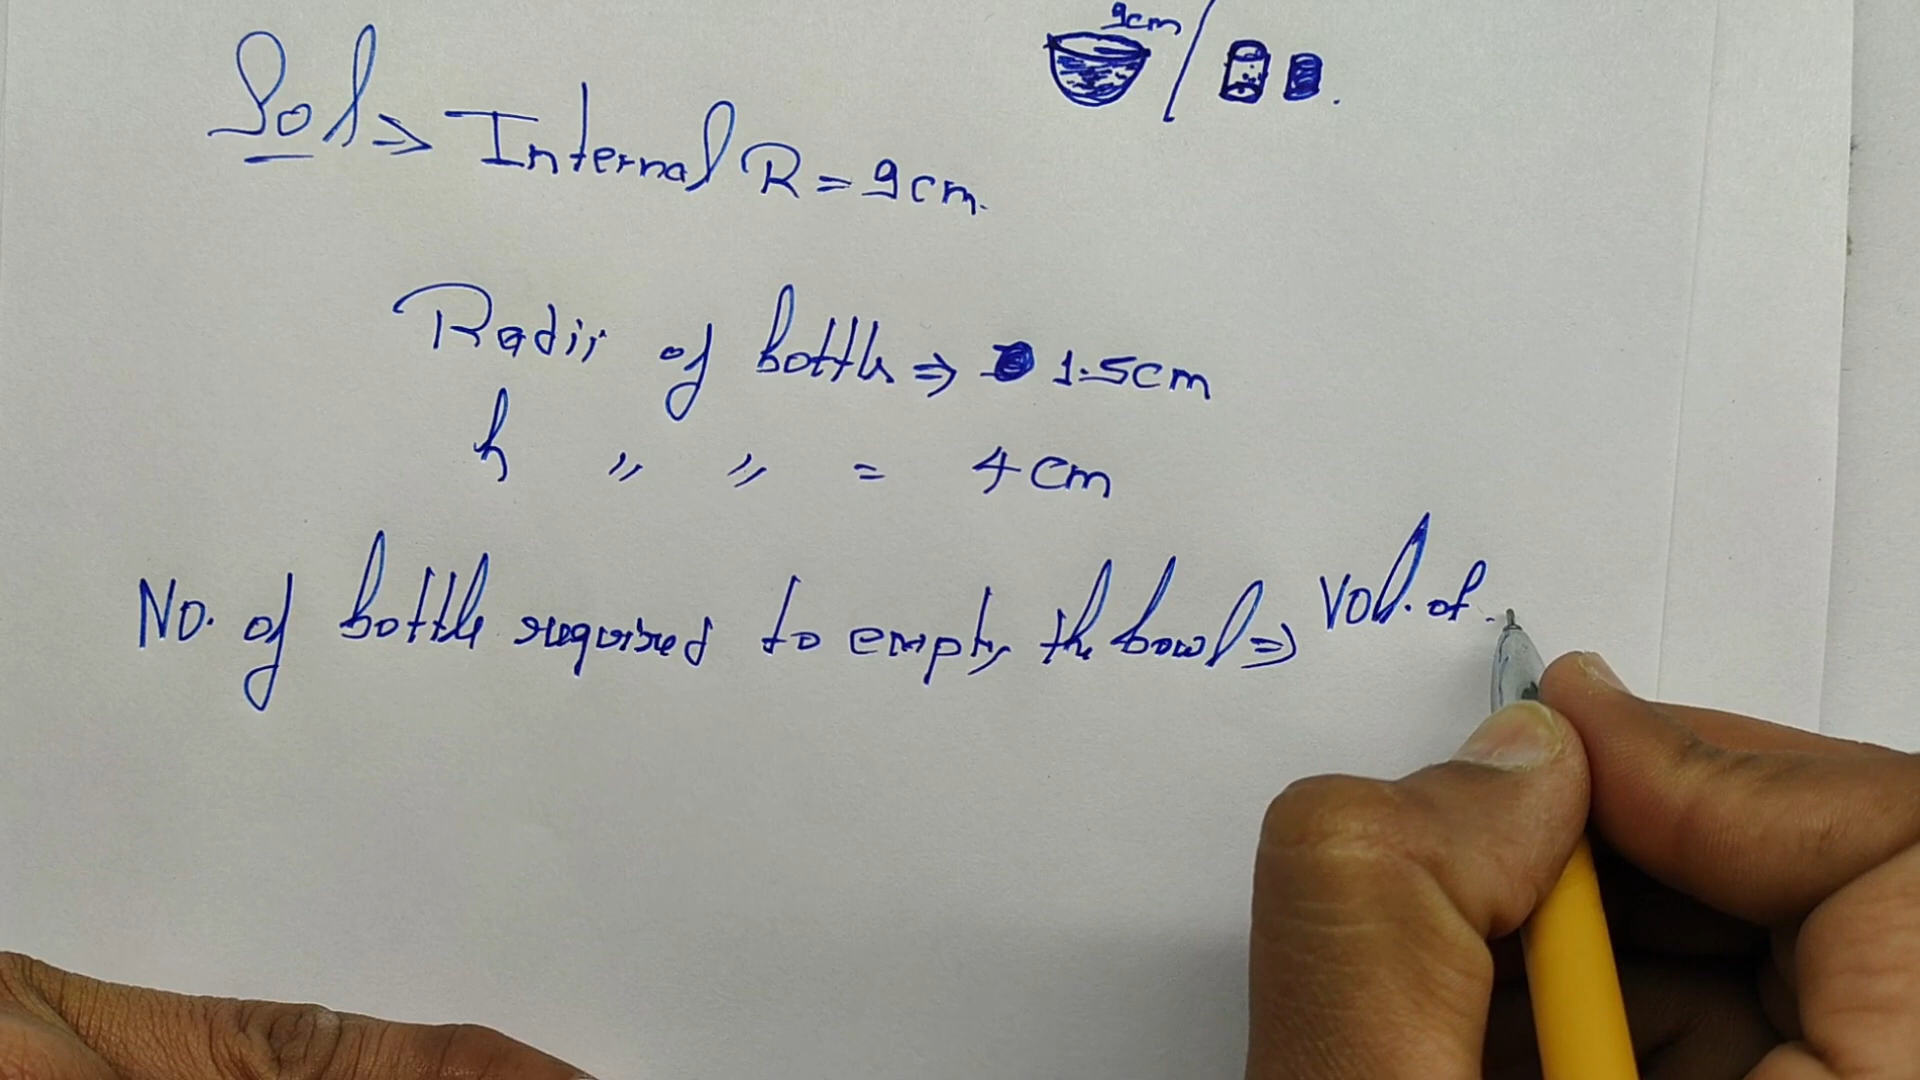 9cm
Sol ⇒ Internal R = 9cm.
Radii of bottle ⇒ 1.5cm
h " " = 4cm
No. of bottle required to empty the bowl ⇒ Vol. of